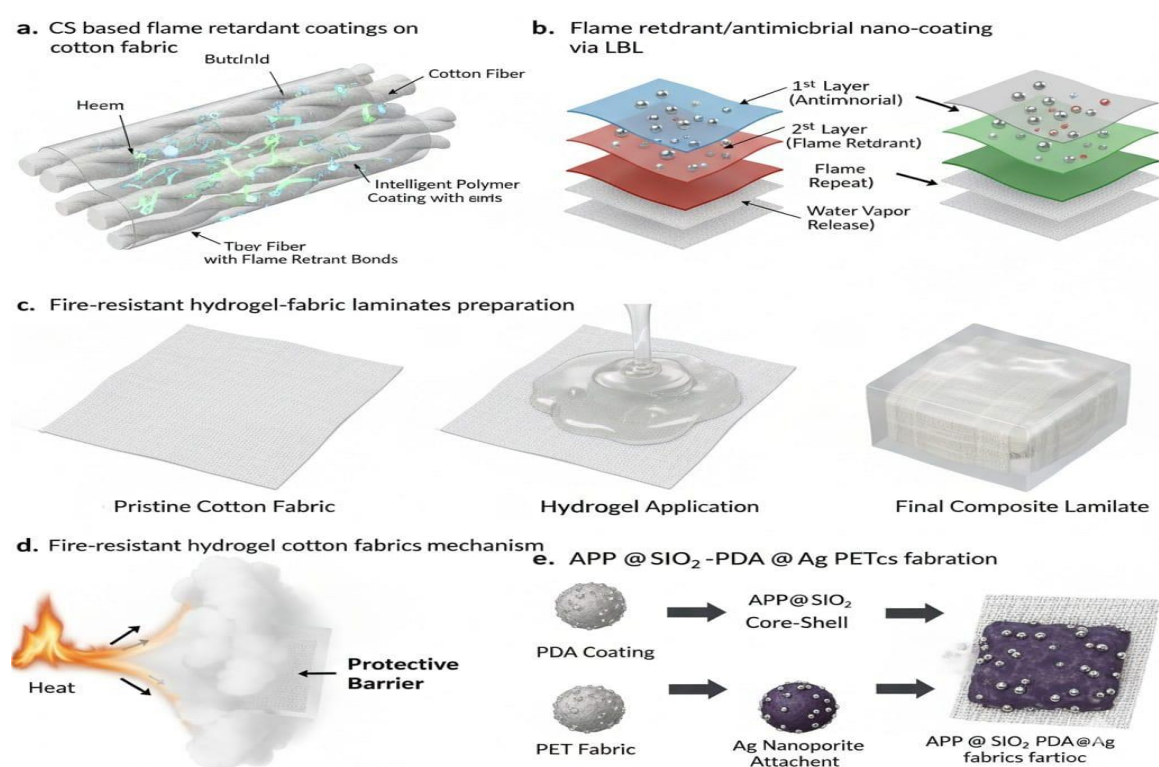 a. CS based flame retardant coatings on
cotton fabric
Butdnld
Cotton Fiber
Heem
Intelligent Polymer
Coating with
Tbey Fiber
with Flame Retrant Bonds
b. Flame retdrant/antimicbrial nano-coating
via LBL
1st Layer
(Antimnorial)
2st Layer
(Flame Retdrant)
Flame
Repeat)
Water Vapor
Release)
c. Fire-resistant hydrogel-fabric laminates preparation
Pristine Cotton Fabric
Hydrogel Application
Final Composite Lamilate
d. Fire-resistant hydrogel cotton fabrics mechanism
Heat
Protective
Barrier
e. APP @ SIO₂ -PDA @ Ag PETcs fabration
PDA Coating
APP@SIO₂
Core-Shell
PET Fabric
Ag Nanoporite
Attachent
APP @ SIO₂ PDA@Ag
fabrics fartioc